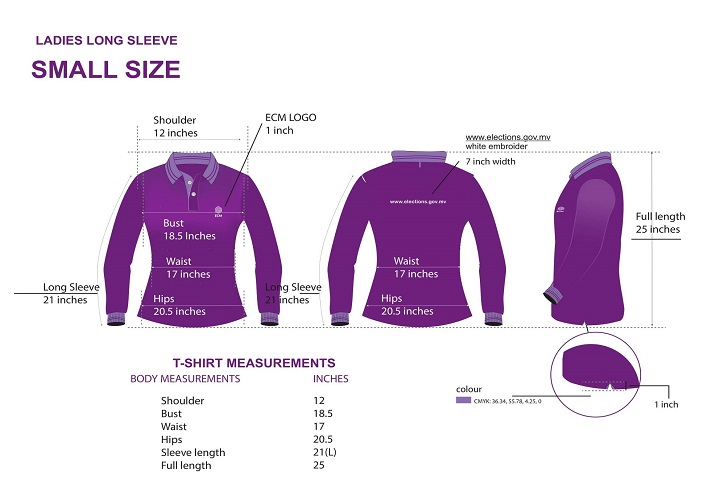 LADIES LONG SLEEVE
SMALL SIZE
Shoulder
12 inches
ECM LOGO
1 inch
www.elections.gov.mv
white embroider
7 inch width
www.elections.gov.mv
ECM
Bust
18.5 Inches
Full length
25 inches
Waist
17 inches
Waist
17 inches
Long Sleeve
21 inches
Hips
20.5 inches
Long Sleeve
21 inches
Hips
20.5 inches
T-SHIRT MEASUREMENTS
BODY MEASUREMENTS INCHES
Shoulder 12
Bust 18.5
Waist 17
Hips 20.5
Sleeve length 21(L)
Full length 25
colour
CMYK: 36.34, 55.78, 4.25, 0
1 inch